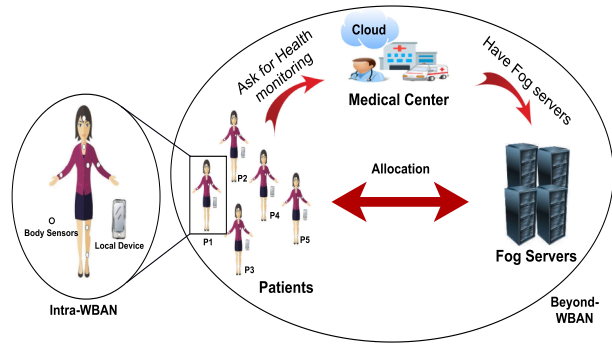 Cloud
Ask for Health
monitoring
Have Fog servers
Medical Center
P2
P4
P1
P5
P3
Allocation
Body Sensors
Local Device
Patients
Fog Servers
Intra-WBAN
Beyond-
WBAN